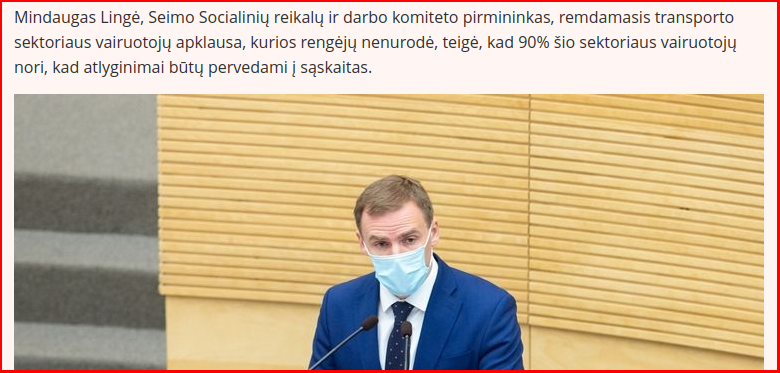 Mindaugas Lingė, Seimo Socialinių reikalų ir darbo komiteto pirmininkas, remdamasis transporto
sektoriaus vairuotojų apklausa, kurios rengėjų nenurodė, teigė, kad 90% šio sektoriaus vairuotojų
nori, kad atlyginimai būtų pervedami į sąskaitas.